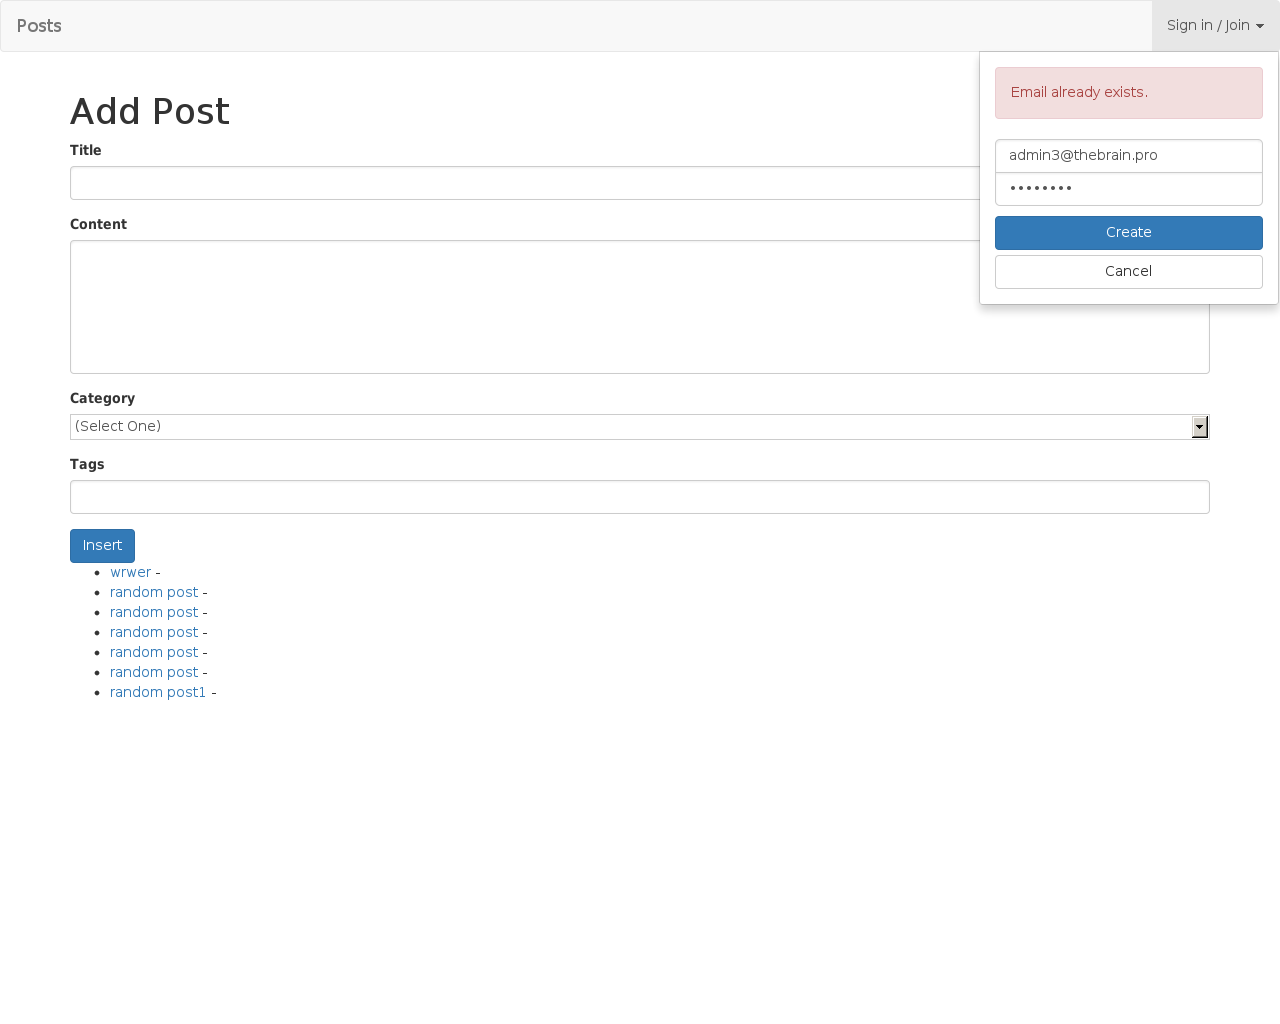 Posts
Sign in / Join
Email already exists.
admin3@thebrain.pro
••••••••
Create
Cancel
Add Post
Title
Content
Category
(Select One)
Tags
Insert
wrwer -
random post -
random post -
random post -
random post -
random post -
random post1 -